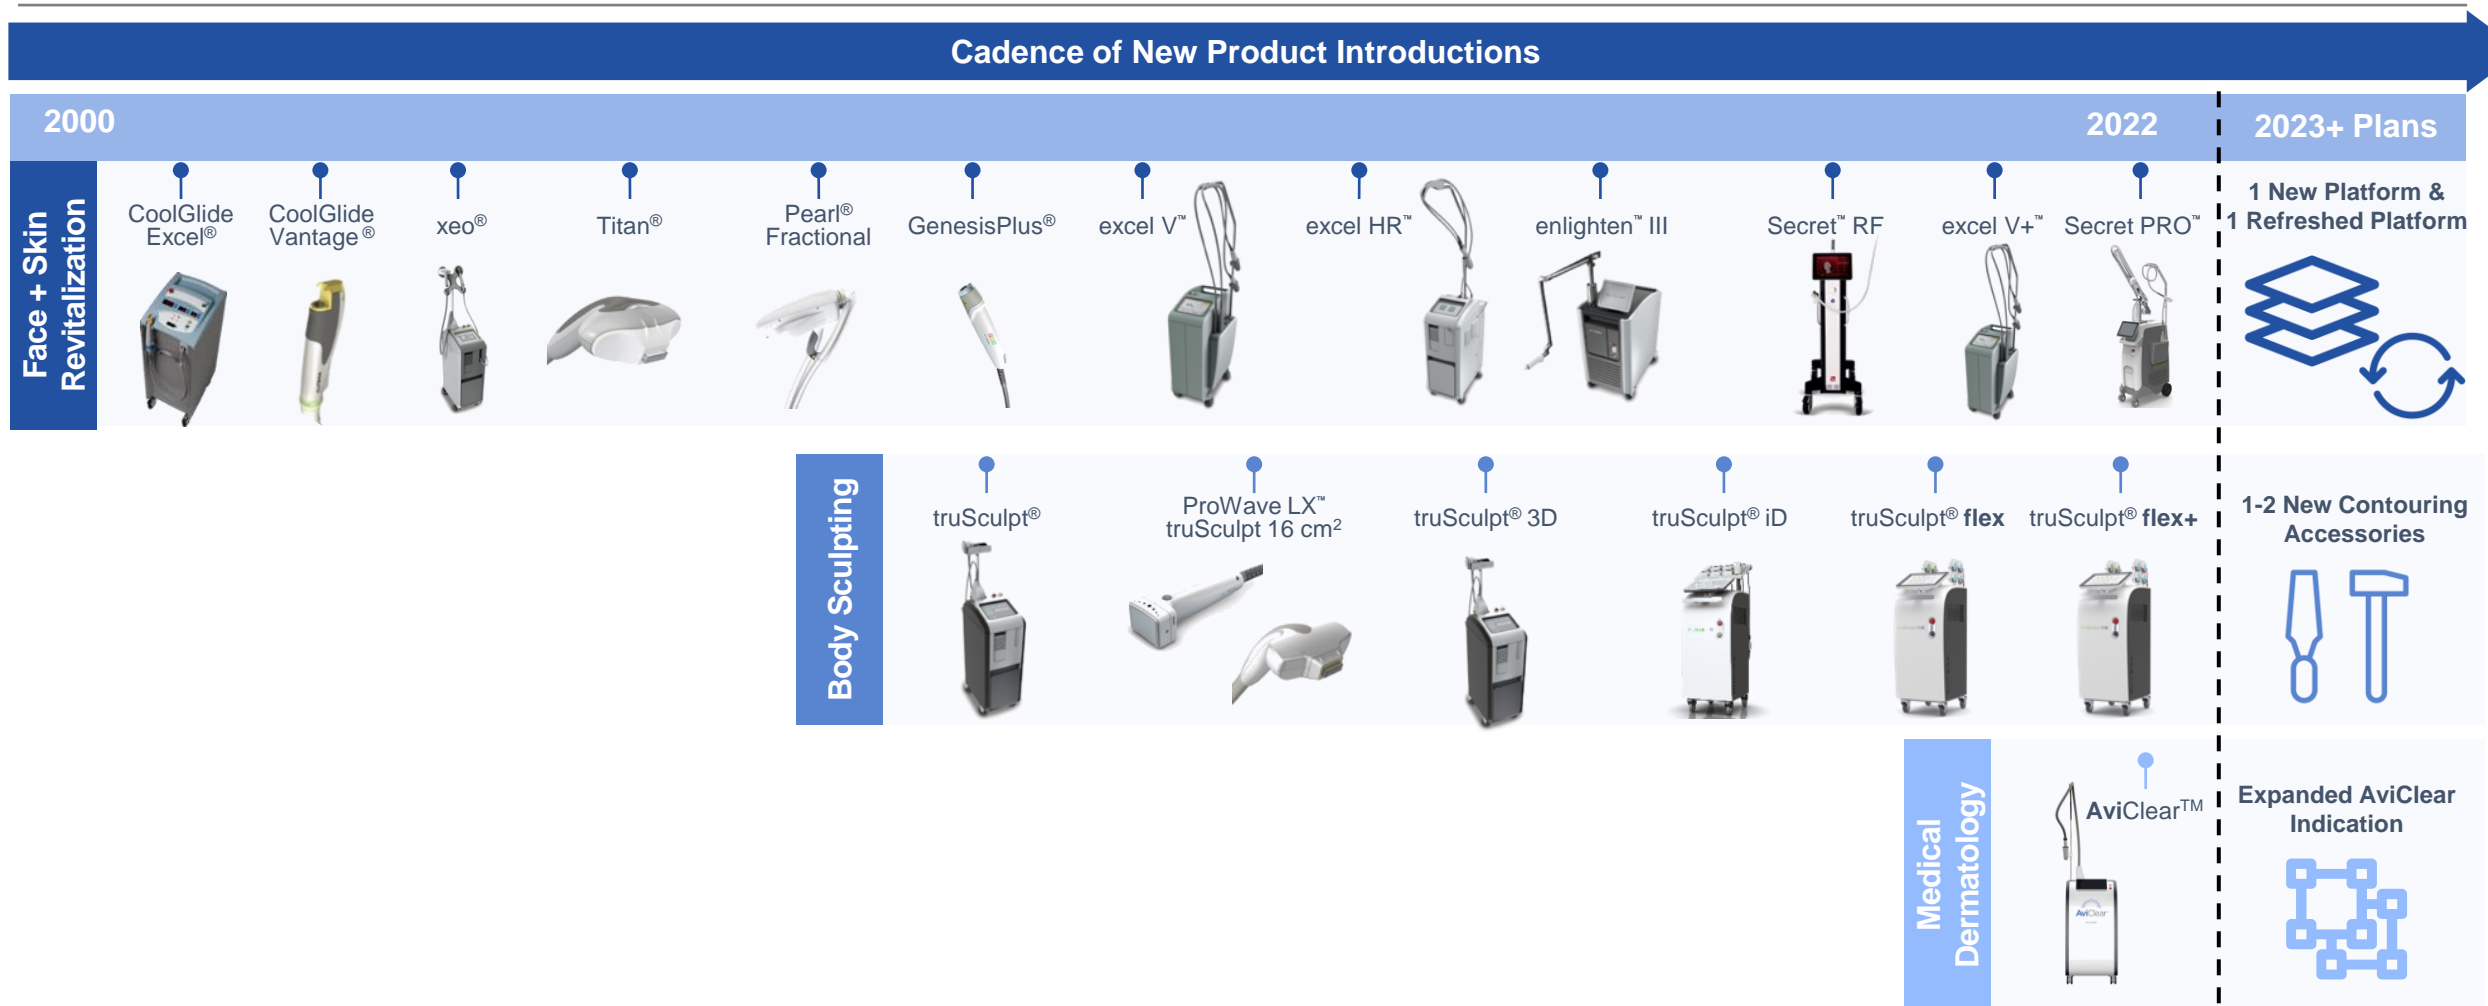 Cadence of New Product Introductions
2000
2022
2023+ Plans
Face + Skin
Revitalization
CoolGlide
Excel®
CoolGlide
Vantage®
xeo®
Titan®
Pearl®
Fractional
GenesisPlus®
excel V™
excel HR™
enlighten™ III
Secret™ RF
excel V+™
Secret PRO™
1 New Platform &
1 Refreshed Platform
Body Sculpting
truSculpt®
ProWave LX™
truSculpt 16 cm²
truSculpt® 3D
truSculpt® iD
truSculpt® flex
truSculpt® flex+
1-2 New Contouring
Accessories
Medical
Dermatology
AviClear™
AviClear
Expanded AviClear
Indication